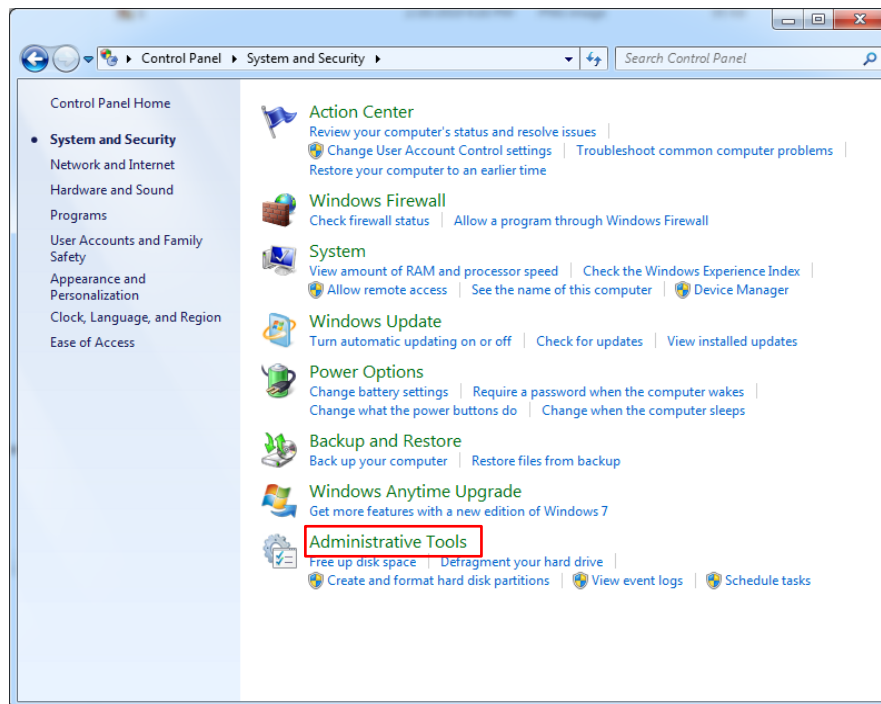 Control Panel System and Security
Search Control Panel
Control Panel Home
System and Security
Network and Internet
Hardware and Sound
Programs
User Accounts and Family
Safety
Appearance and
Personalization
Clock, Language, and Region
Ease of Access
Action Center
Review your computer's status and resolve issues
Change User Account Control settings Troubleshoot common computer problems
Restore your computer to an earlier time
Windows Firewall
Check firewall status Allow a program through Windows Firewall
System
View amount of RAM and processor speed Check the Windows Experience Index
Allow remote access See the name of this computer Device Manager
Windows Update
Turn automatic updating on or off Check for updates View installed updates
Power Options
Change battery settings Require a password when the computer wakes
Change what the power buttons do Change when the computer sleeps
Backup and Restore
Back up your computer Restore files from backup
Windows Anytime Upgrade
Get more features with a new edition of Windows 7
Administrative Tools
Free up disk space Defragment your hard drive
Create and format hard disk partitions View event logs Schedule tasks